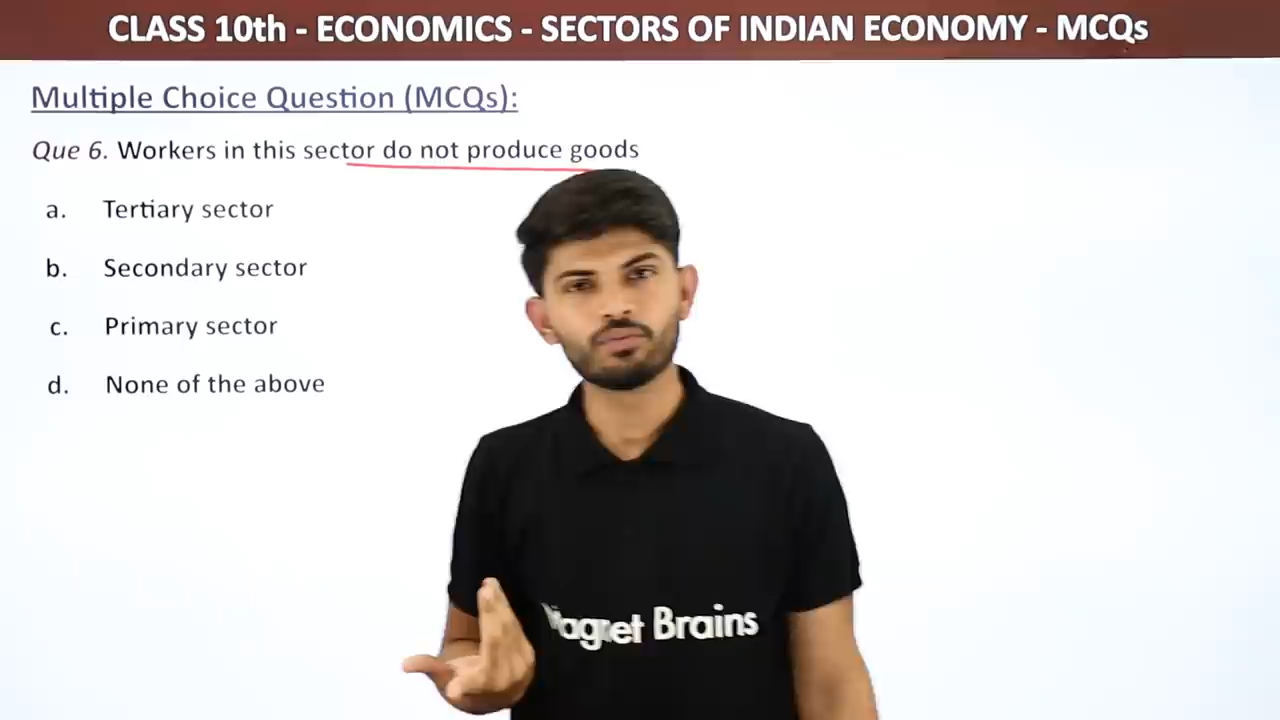 CLASS 10th - ECONOMICS - SECTORS OF INDIAN ECONOMY - MCQs
Multiple Choice Question (MCQs):
Que 6. Workers in this sector do not produce goods
a. Tertiary sector
b. Secondary sector
c. Primary sector
d. None of the above
Magnet Brains